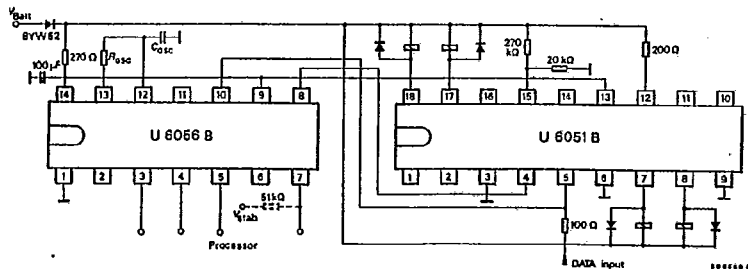 V_Batt
BYW 52
100 µF
270 Ω
R_osc
C_osc
270 kΩ
20 kΩ
200 Ω
14 13 12 11 10 9 8
U 6056 B
1 2 3 4 5 6 7
18 17 16 15 14 13 12 11 10
U 6051 B
1 2 3 4 5 6 7 8 9
51 kΩ
V_stab
Processor
100 Ω
DATA input